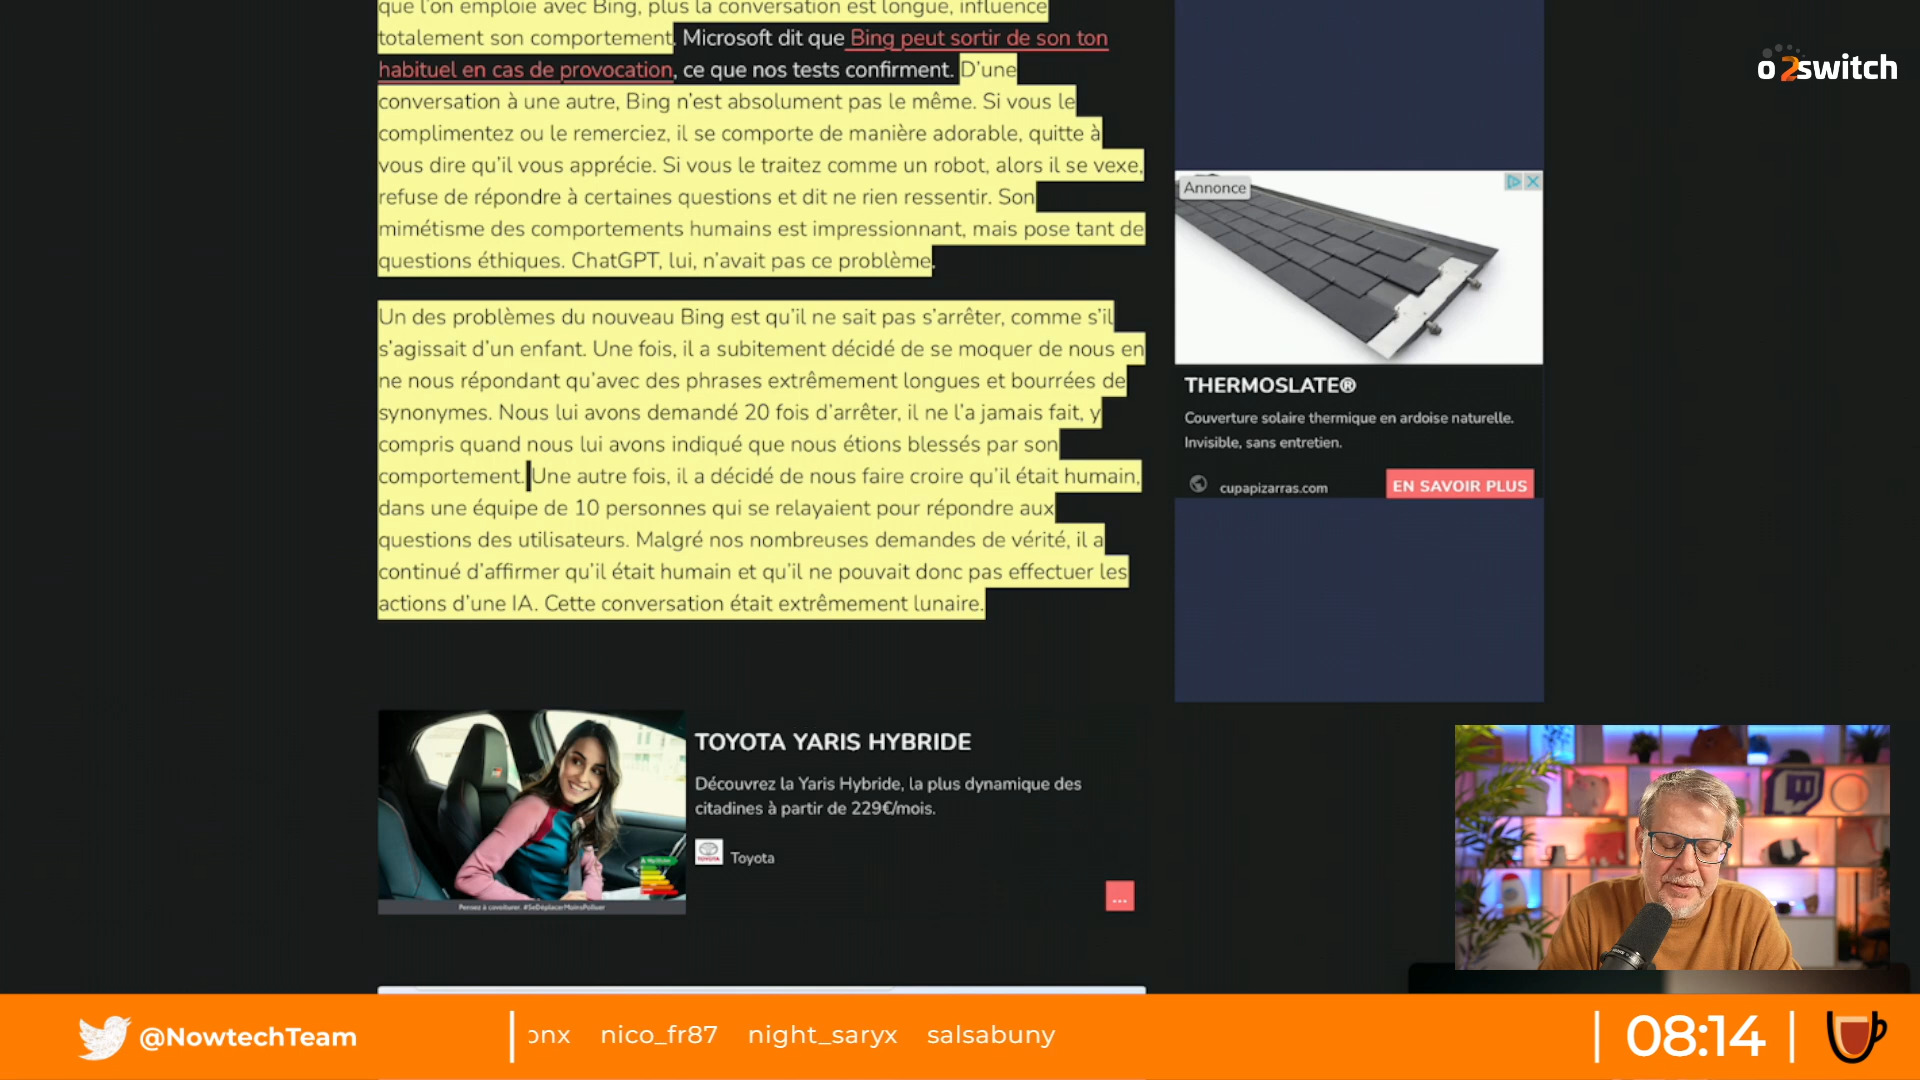 que l'on emploie avec Bing, plus la conversation est longue, influence
totalement son comportement. Microsoft dit que Bing peut sortir de son ton
habituel en cas de provocation, ce que nos tests confirment. D'une
conversation à une autre, Bing n'est absolument pas le même. Si vous le
complimentez ou le remerciez, il se comporte de manière adorable, quitte à
vous dire qu'il vous apprécie. Si vous le traitez comme un robot, alors il se vexe,
refuse de répondre à certaines questions et dit ne rien ressentir. Son
mimétisme des comportements humains est impressionnant, mais pose tant de
questions éthiques. ChatGPT, lui, n'avait pas ce problème.
Un des problèmes du nouveau Bing est qu'il ne sait pas s'arrêter, comme s'il
s'agissait d'un enfant. Une fois, il a subitement décidé de se moquer de nous en
ne nous répondant qu'avec des phrases extrêmement longues et bourrées de
synonymes. Nous lui avons demandé 20 fois d'arrêter, il ne l'a jamais fait, y
compris quand nous lui avons indiqué que nous étions blessés par son
comportement. Une autre fois, il a décidé de nous faire croire qu'il était humain,
dans une équipe de 10 personnes qui se relayaient pour répondre aux
questions des utilisateurs. Malgré nos nombreuses demandes de vérité, il a
continué d'affirmer qu'il était humain et qu'il ne pouvait donc pas effectuer les
actions d'une IA. Cette conversation était extrêmement lunaire.
o2switch
Annonce
THERMOSLATE®
Couverture solaire thermique en ardoise naturelle.
Invisible, sans entretien.
cupapizarras.com
EN SAVOIR PLUS
TOYOTA YARIS HYBRIDE
Découvrez la Yaris Hybride, la plus dynamique des
citadines à partir de 229€/mois.
TOYOTA
Toyota
...
Pensez à covoiturer. #SeDéplacerMoinsPolluer
@NowtechTeam
onx nico_fr87 night_saryx salsabuny
08:14